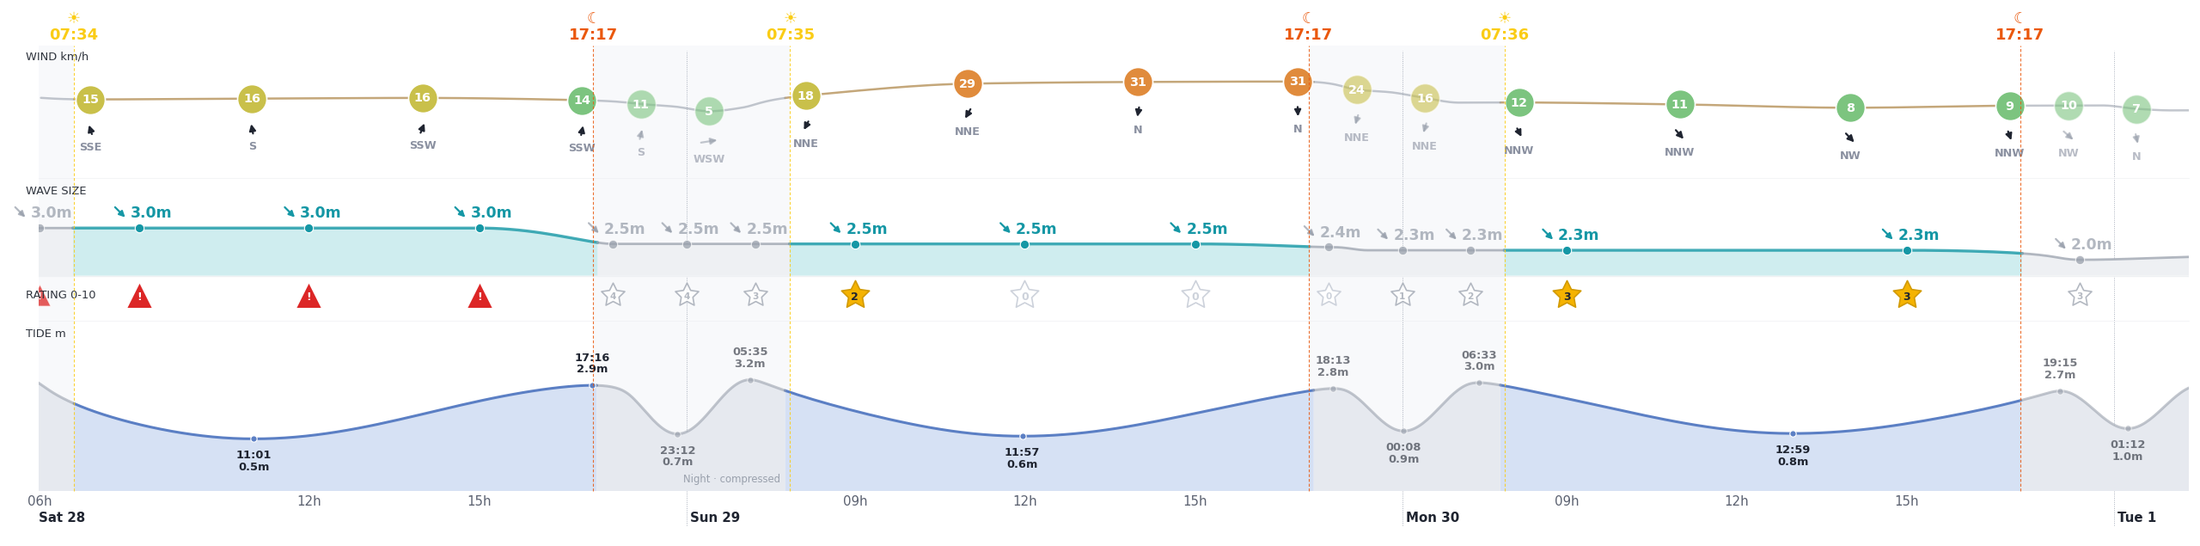 07:34 17:17 07:35 17:17 07:36 17:17
WIND km/h
15 16 16 14 11 5 18 29 31 31 24 16 12 11 8 9 10 7
SSE S SSW SSW S WSW NNE NNE N N NNE NNE NNW NNW NW NNW NW N
WAVE SIZE
3.0m 3.0m 3.0m 3.0m 2.5m 2.5m 2.5m 2.5m 2.5m 2.5m 2.4m 2.3m 2.3m 2.3m 2.3m 2.0m
RATING 0-10
! ! ! 4 4 3 2 0 0 0 1 2 3 3 3
TIDE m
17:16 05:35 18:13 06:33 19:15
2.9m 3.2m 2.8m 3.0m 2.7m
11:01 23:12 11:57 00:08 12:59 01:12
0.5m 0.7m 0.6m 0.9m 0.8m 1.0m
Night · compressed
06h 12h 15h 09h 12h 15h 09h 12h 15h
Sat 28 Sun 29 Mon 30 Tue 1